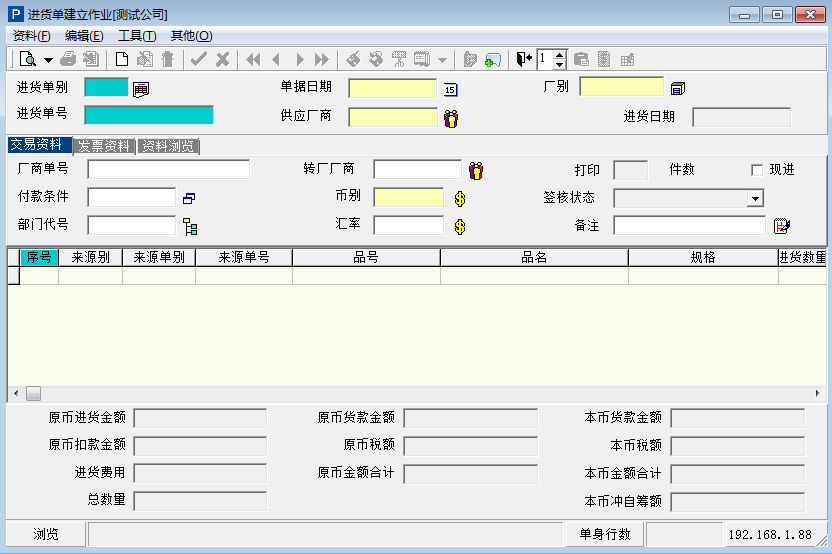 P 进货单建立作业[测试公司]
资料(F) 编辑(E) 工具(T) 其他(O)
1
进货单别 单据日期 15 厂别
进货单号 供应厂商 进货日期
交易资料 发票资料 资料浏览
厂商单号 转厂厂商 打印 件数 现进
付款条件 币别 签核状态
部门代号 汇率 备注
序号 来源别 来源单别 来源单号 品号 品名 规格 进货数量
原币进货金额 原币货款金额 本币货款金额
原币扣款金额 原币税额 本币税额
进货费用 原币金额合计 本币金额合计
总数量 本币冲自筹额
浏览 单身行数 192.168.1.88